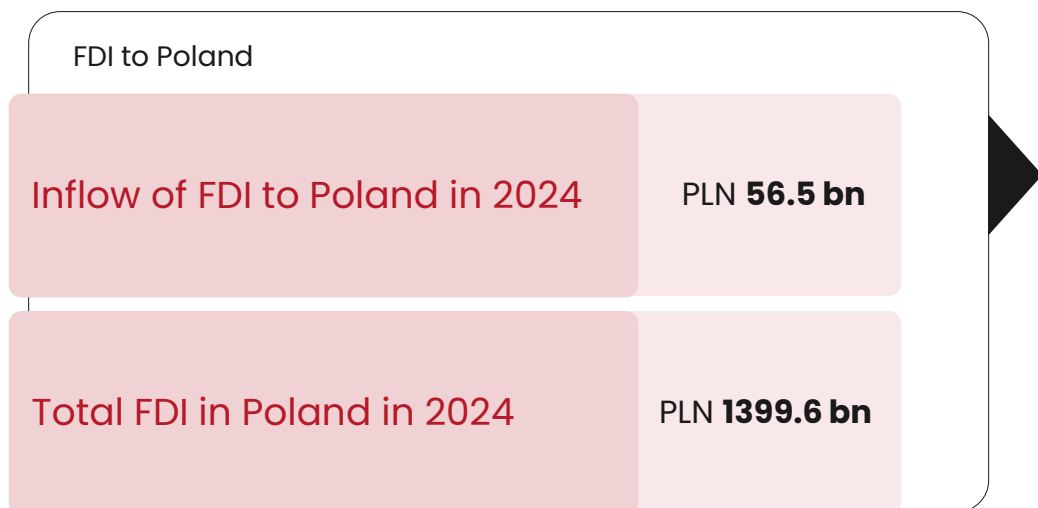 FDI to Poland
Inflow of FDI to Poland in 2024
PLN 56.5 bn
Total FDI in Poland in 2024
PLN 1399.6 bn